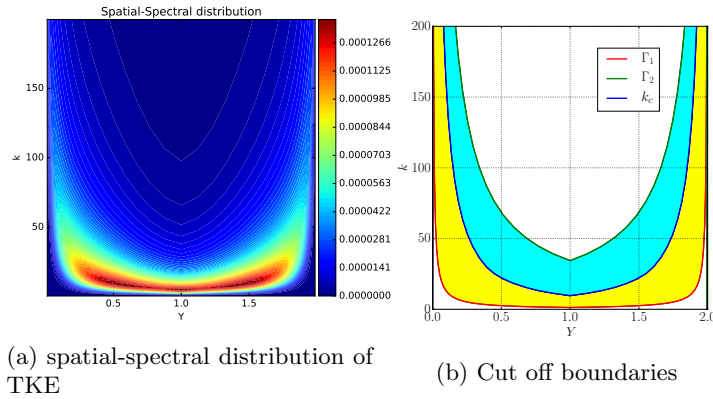 Spatial-Spectral distribution
k
150
100
50
0.5
1.0
1.5
Y
0.0001266
0.0001125
0.0000985
0.0000844
0.0000703
0.0000563
0.0000422
0.0000281
0.0000141
0.0000000
(a) spatial-spectral distribution of
TKE
k
200
150
100
50
0
0.0
0.5
1.0
1.5
2.0
Y
Γ₁
Γ₂
k_c
(b) Cut off boundaries